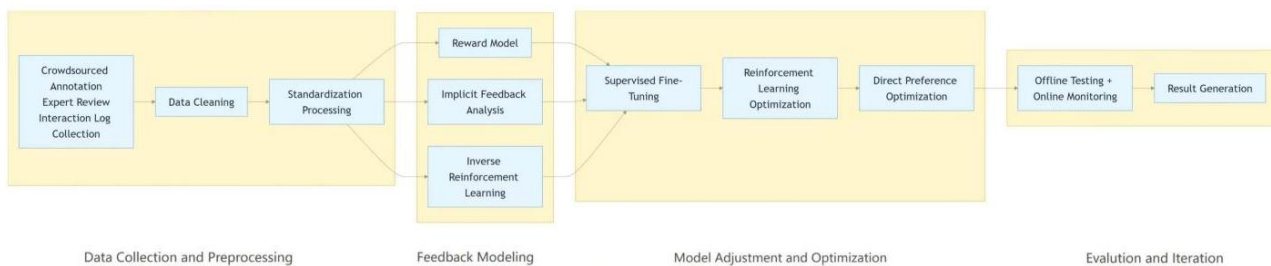 Crowdsourced
Annotation
Expert Review
Interaction Log
Collection
Data Cleaning
Standardization
Processing
Reward Model
Implicit Feedback
Analysis
Inverse
Reinforcement
Learning
Supervised Fine-
Tuning
Reinforcement
Learning
Optimization
Direct Preference
Optimization
Offline Testing +
Online Monitoring
Result Generation
Data Collection and Preprocessing
Feedback Modeling
Model Adjustment and Optimization
Evalution and Iteration